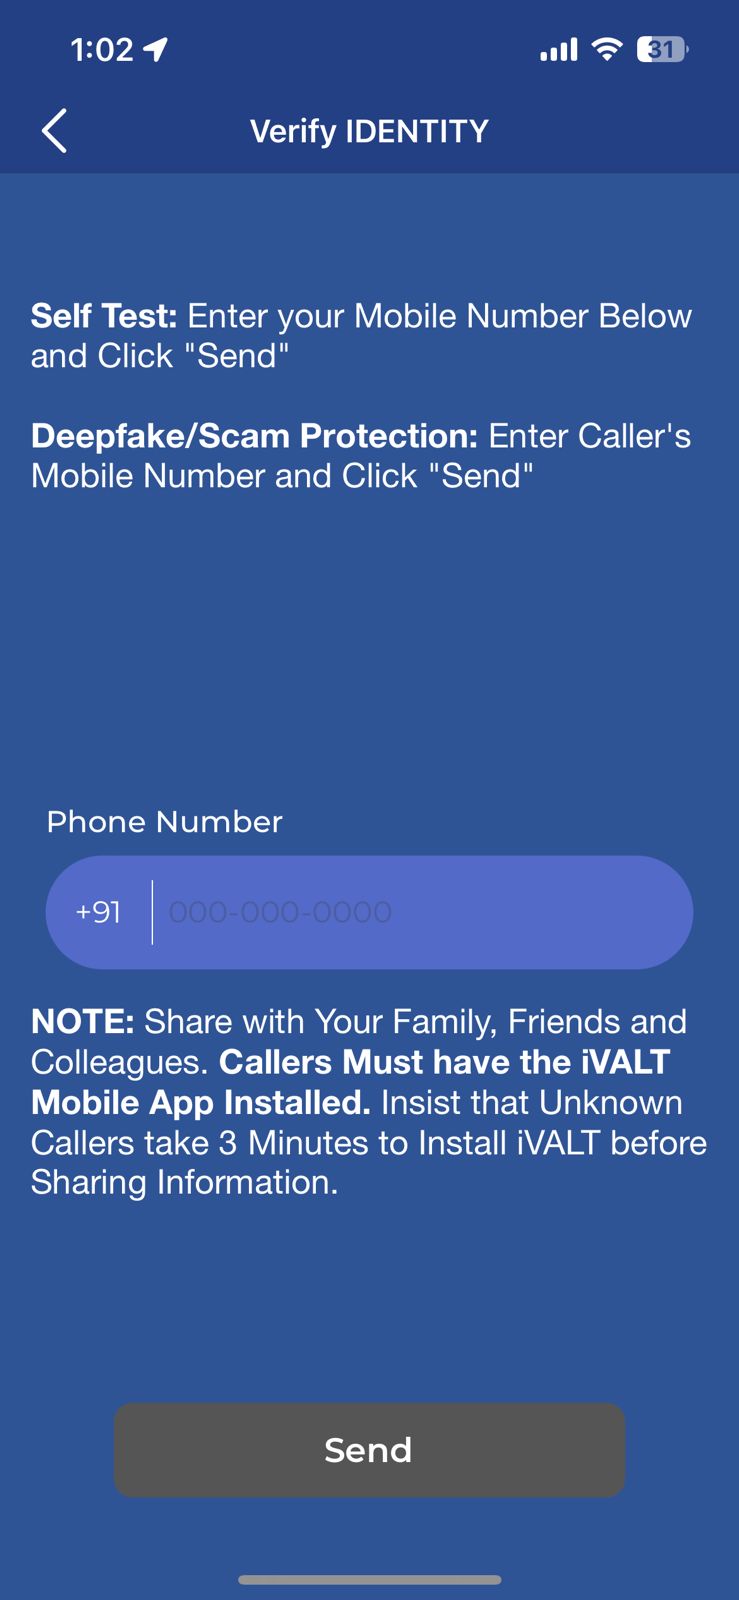 1:02
31
Verify IDENTITY
Self Test: Enter your Mobile Number Below
and Click "Send"
Deepfake/Scam Protection: Enter Caller's
Mobile Number and Click "Send"
Phone Number
+91 000-000-0000
NOTE: Share with Your Family, Friends and
Colleagues. Callers Must have the iVALT
Mobile App Installed. Insist that Unknown
Callers take 3 Minutes to Install iVALT before
Sharing Information.
Send